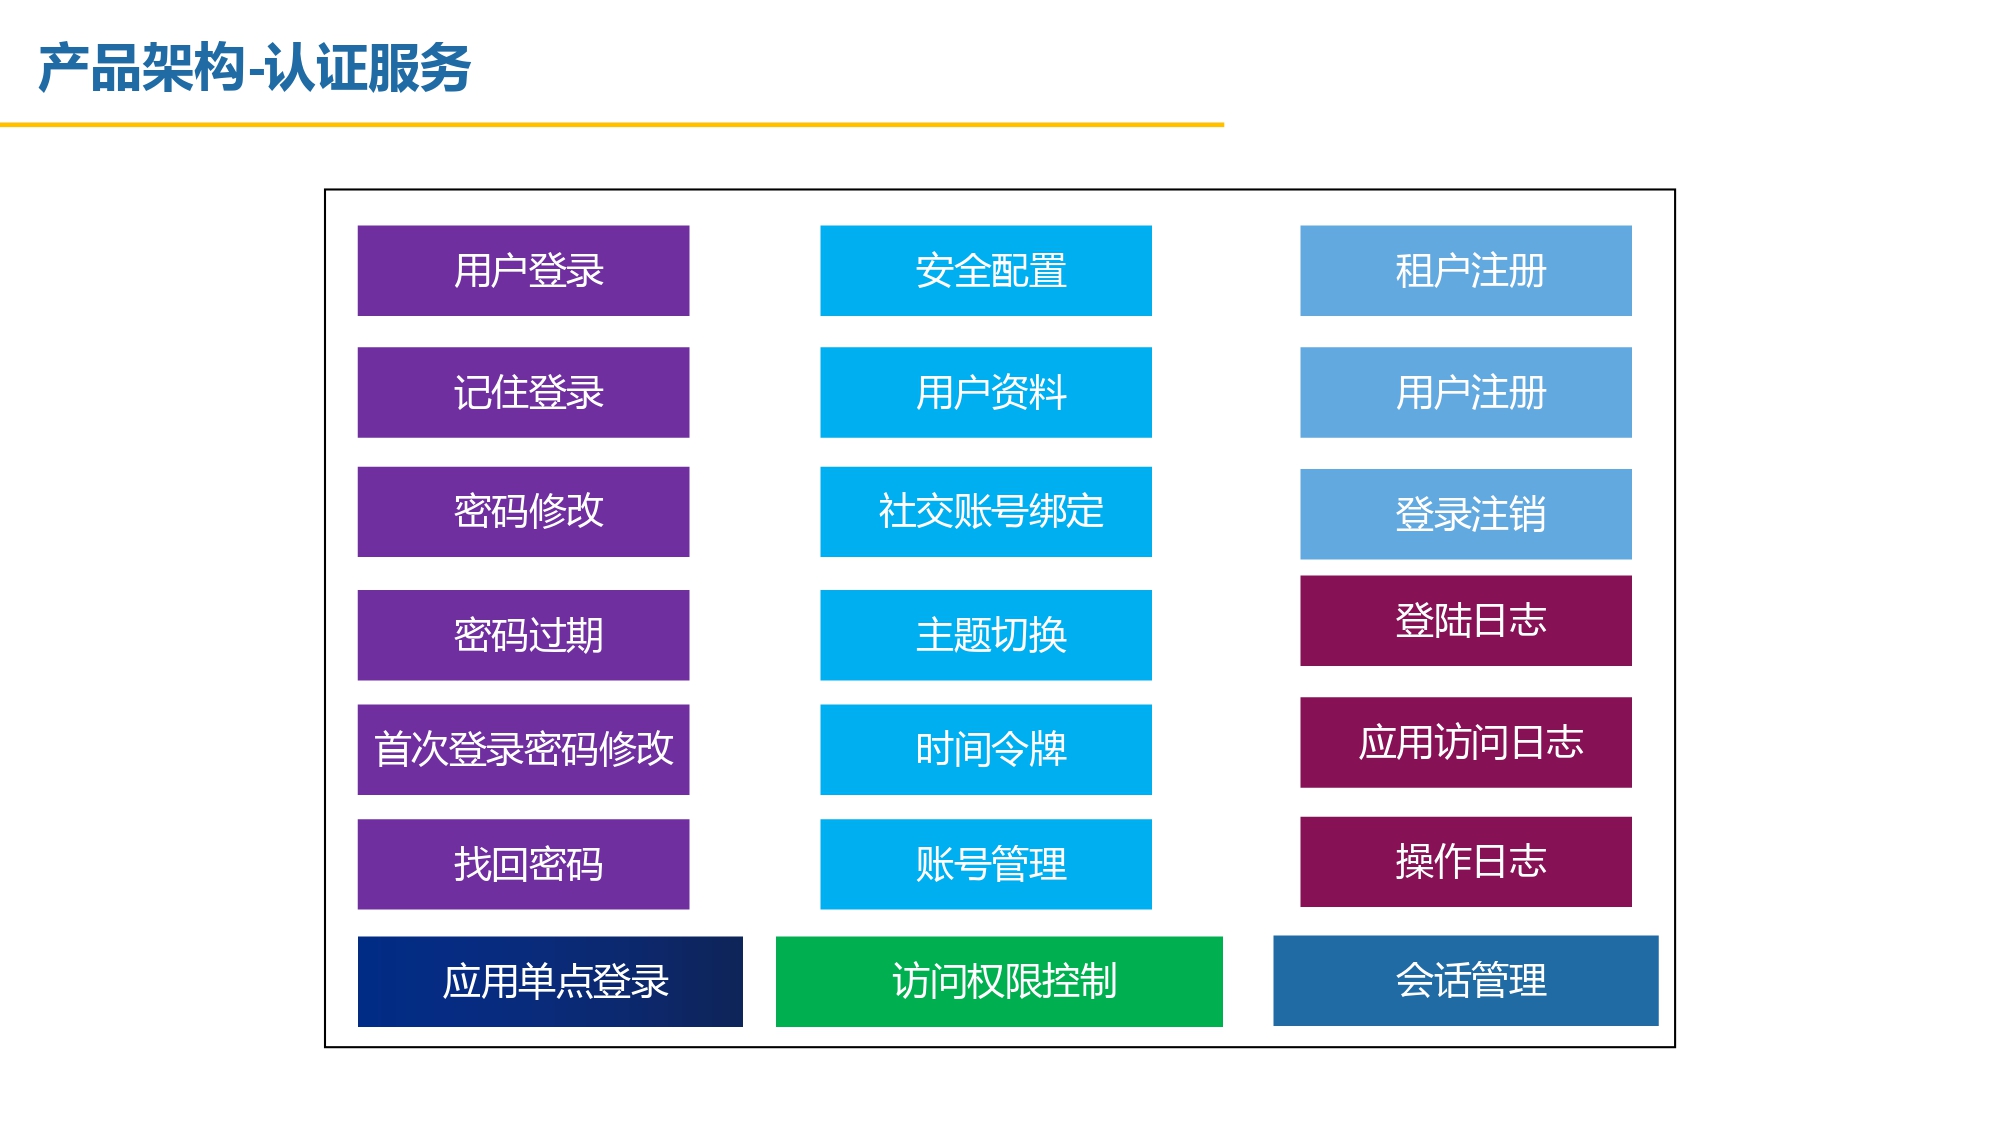 产品架构-认证服务
用户登录
安全配置
租户注册
记住登录
用户资料
用户注册
密码修改
社交账号绑定
登录注销
密码过期
主题切换
登陆日志
首次登录密码修改
时间令牌
应用访问日志
找回密码
账号管理
操作日志
应用单点登录
访问权限控制
会话管理